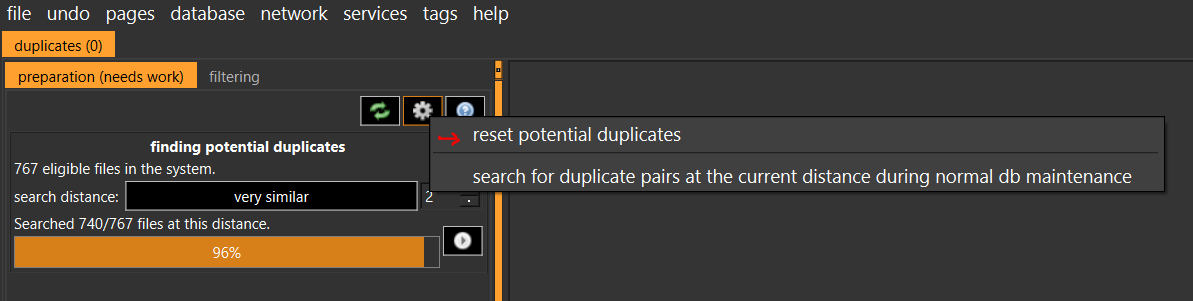 file undo pages database network services tags help
duplicates (0)
preparation (needs work) filtering
finding potential duplicates
767 eligible files in the system.
search distance: very similar 2
Searched 740/767 files at this distance.
96%
reset potential duplicates
search for duplicate pairs at the current distance during normal db maintenance